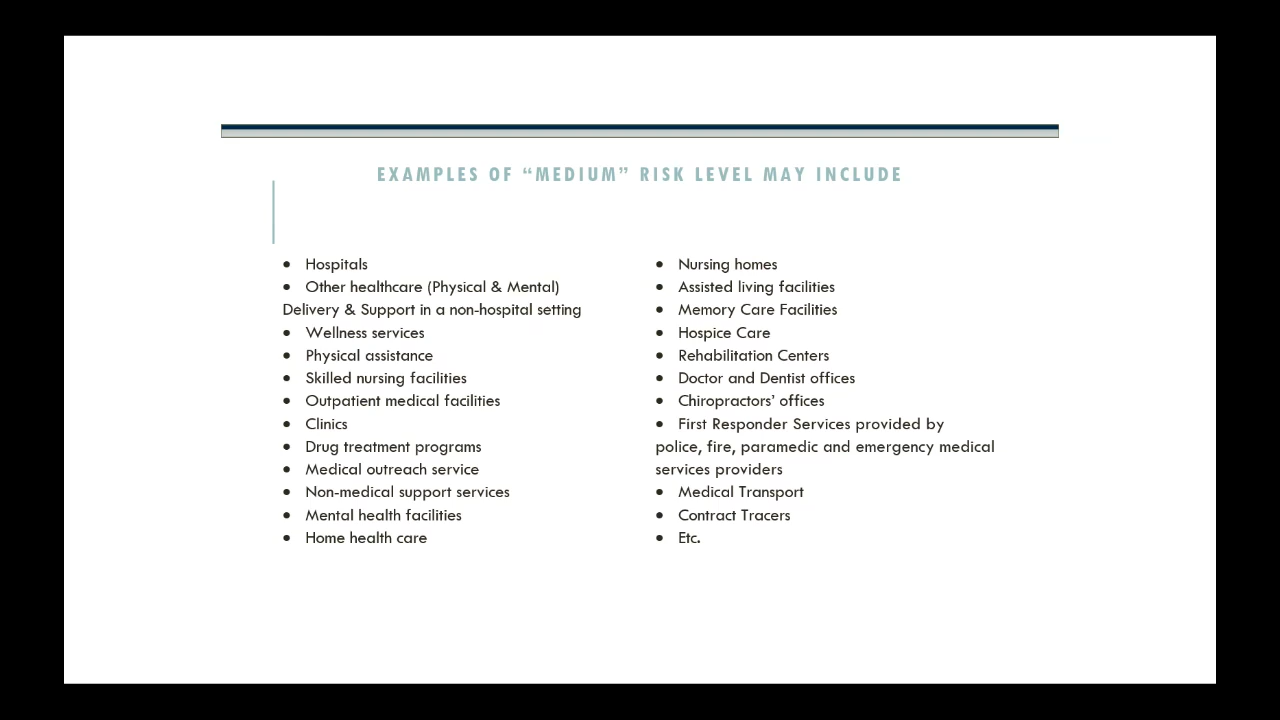 EXAMPLES OF “MEDIUM” RISK LEVEL MAY INCLUDE
• Hospitals
• Other healthcare (Physical & Mental)
Delivery & Support in a non-hospital setting
• Wellness services
• Physical assistance
• Skilled nursing facilities
• Outpatient medical facilities
• Clinics
• Drug treatment programs
• Medical outreach service
• Non-medical support services
• Mental health facilities
• Home health care
• Nursing homes
• Assisted living facilities
• Memory Care Facilities
• Hospice Care
• Rehabilitation Centers
• Doctor and Dentist offices
• Chiropractors’ offices
• First Responder Services provided by
police, fire, paramedic and emergency medical
services providers
• Medical Transport
• Contract Tracers
• Etc.